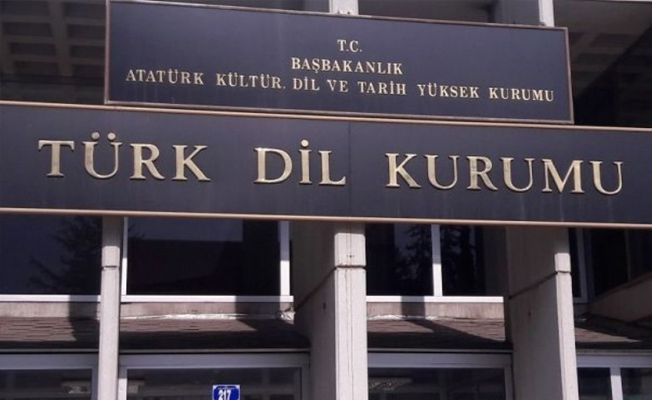 T.C.
BAŞBAKANLIK
ATATÜRK KÜLTÜR, DİL VE TARİH YÜKSEK KURUMU
TÜRK DİL KURUMU
217